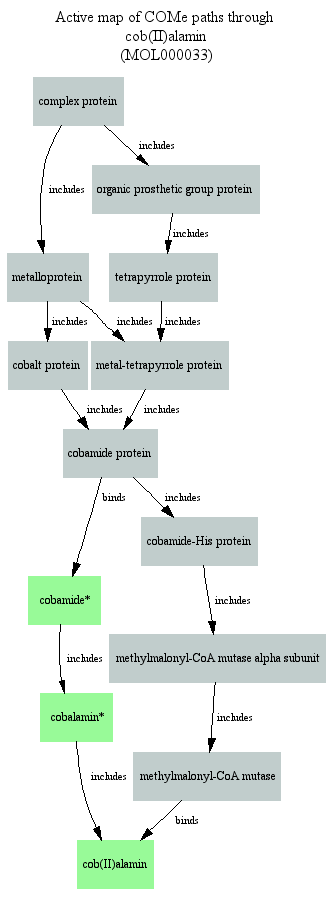 Active map of COMe paths through
cob(II)alamin
(MOL000033)
complex protein
includes
organic prosthetic group protein
includes
includes
metalloprotein
tetrapyrrole protein
includes
includes
includes
cobalt protein
metal-tetrapyrrole protein
includes
includes
cobamide protein
binds
includes
cobamide-His protein
cobamide*
includes
includes
methylmalonyl-CoA mutase alpha subunit
cobalamin*
includes
includes
methylmalonyl-CoA mutase
binds
cob(II)alamin